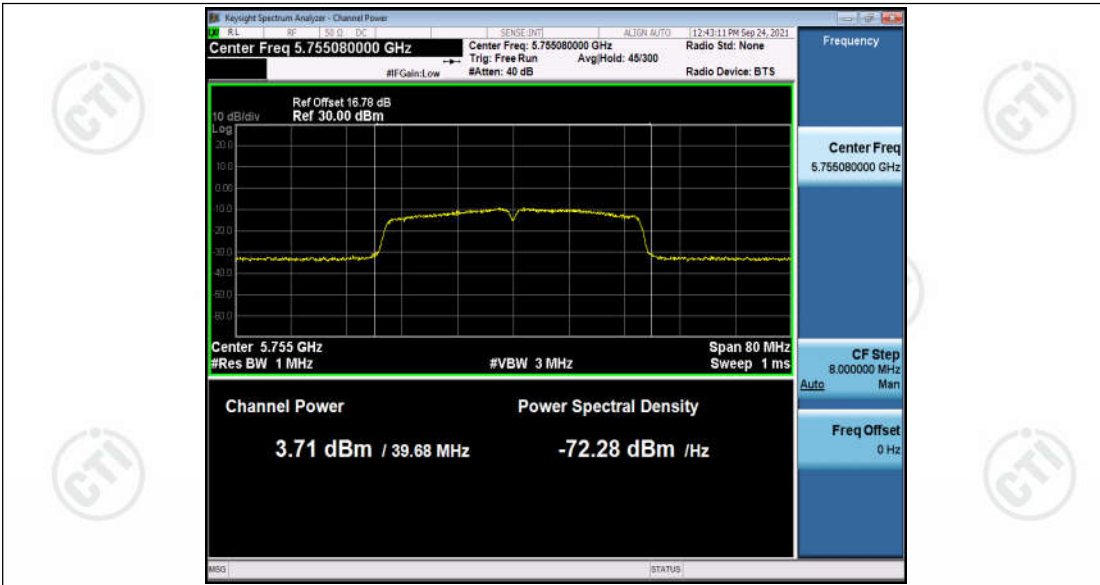 Keysight Spectrum Analyzer - Channel Power
RL RF 50 Ω DC SENSE:INT ALIGN AUTO 12:43:11 PM Sep 24, 2021
Center Freq 5.755080000 GHz
Center Freq: 5.755080000 GHz Radio Std: None
Trig: Free Run Avg|Hold: 45/300
#IFGain:Low #Atten: 40 dB Radio Device: BTS
Ref Offset 16.78 dB
10 dB/div Ref 30.00 dBm
Log
20.0
10.0
0.00
-10.0
-20.0
-30.0
-40.0
-50.0
-60.0
Center 5.755 GHz Span 80 MHz
#Res BW 1 MHz #VBW 3 MHz Sweep 1 ms
Channel Power Power Spectral Density
3.71 dBm / 39.68 MHz -72.28 dBm /Hz
MSG STATUS
Frequency
Center Freq
5.755080000 GHz
CF Step
8.000000 MHz
Auto Man
Freq Offset
0 Hz
CTI
CTI
CTI
CTI